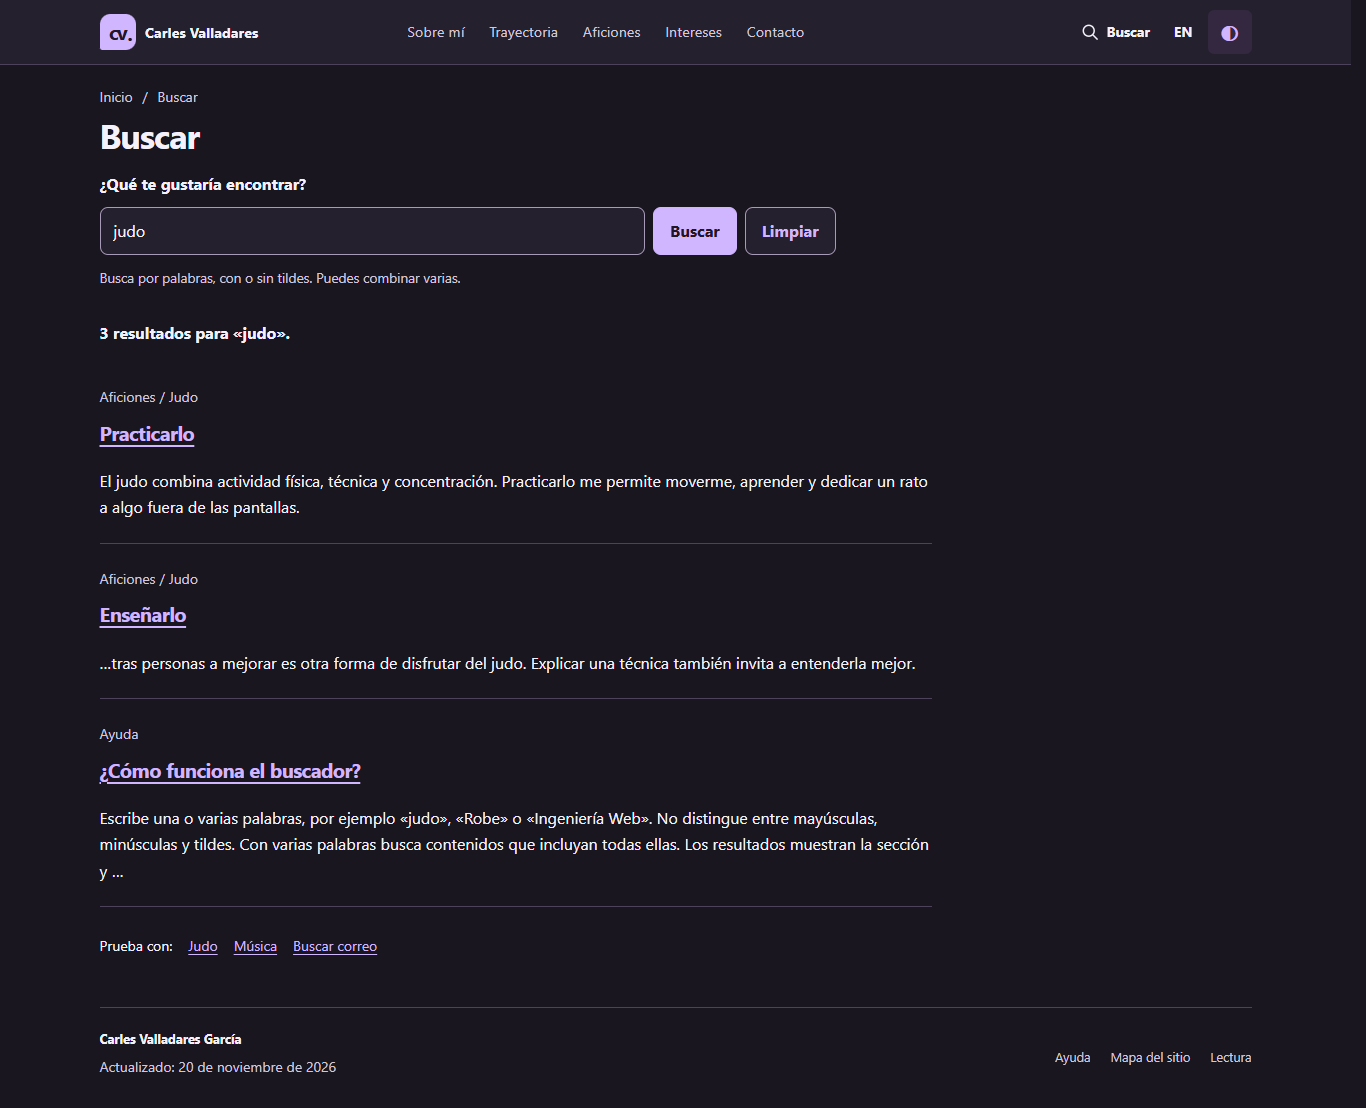 cv. Carles Valladares
Sobre mí Trayectoria Aficiones Intereses Contacto
Buscar EN
Inicio / Buscar
Buscar
¿Qué te gustaría encontrar?
judo Buscar Limpiar
Busca por palabras, con o sin tildes. Puedes combinar varias.
3 resultados para «judo».
Aficiones / Judo
Practicarlo
El judo combina actividad física, técnica y concentración. Practicarlo me permite moverme, aprender y dedicar un rato
a algo fuera de las pantallas.
Aficiones / Judo
Enseñarlo
...tras personas a mejorar es otra forma de disfrutar del judo. Explicar una técnica también invita a entenderla mejor.
Ayuda
¿Cómo funciona el buscador?
Escribe una o varias palabras, por ejemplo «judo», «Robe» o «Ingeniería Web». No distingue entre mayúsculas,
minúsculas y tildes. Con varias palabras busca contenidos que incluyan todas ellas. Los resultados muestran la sección
y ...
Prueba con: Judo Música Buscar correo
Carles Valladares García
Actualizado: 20 de noviembre de 2026
Ayuda Mapa del sitio Lectura